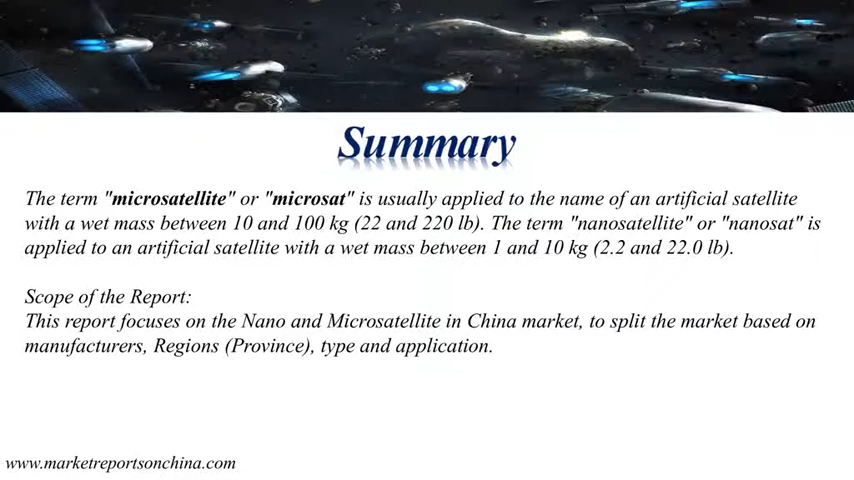 Summary
The term "microsatellite" or "microsat" is usually applied to the name of an artificial satellite
with a wet mass between 10 and 100 kg (22 and 220 lb). The term "nanosatellite" or "nanosat" is
applied to an artificial satellite with a wet mass between 1 and 10 kg (2.2 and 22.0 lb).
Scope of the Report:
This report focuses on the Nano and Microsatellite in China market, to split the market based on
manufacturers, Regions (Province), type and application.
www.marketreportsonchina.com